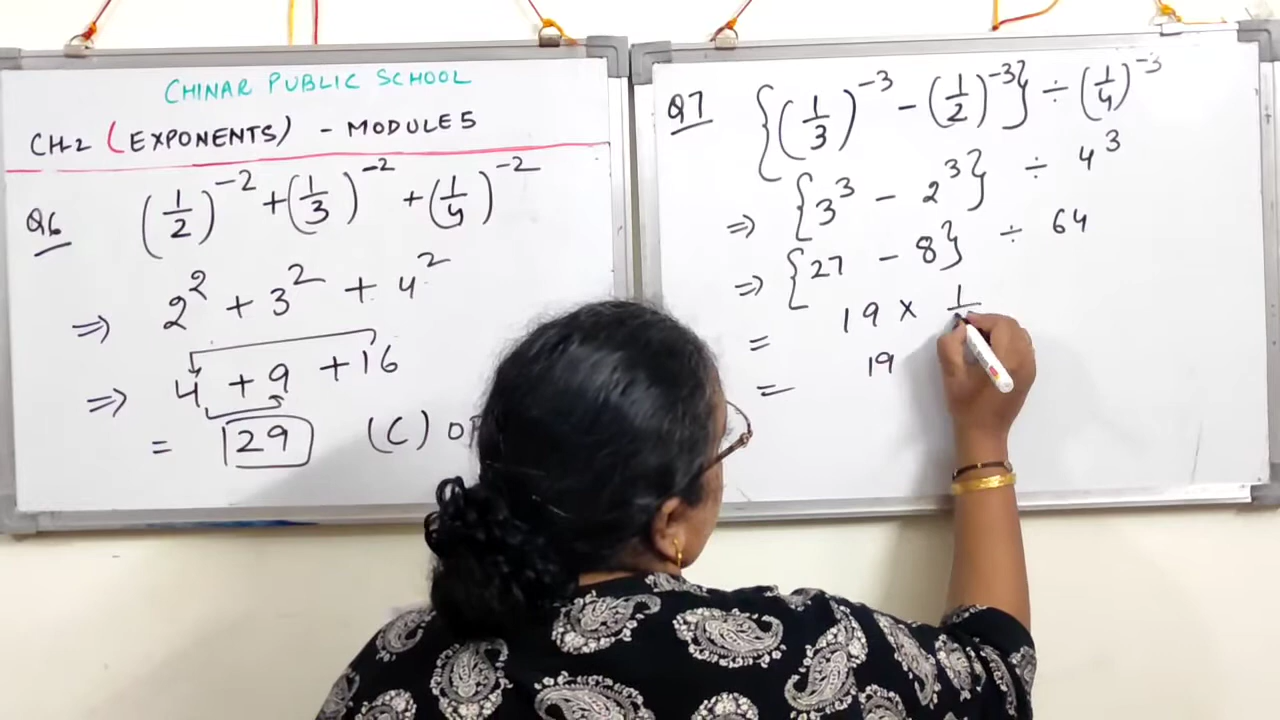 CHINAR PUBLIC SCHOOL
CH-2 (EXPONENTS) - MODULE 5
Q6 (1/2)^-2 + (1/3)^-2 + (1/4)^-2
⇒ 2^2 + 3^2 + 4^2
⇒ 4 + 9 + 16
= 29 (C)
Q7 {(1/3)^-3 - (1/2)^-3} ÷ (1/4)^-3
⇒ {3^3 - 2^3} ÷ 4^3
⇒ {27 - 8} ÷ 64
= 19 × 1/
= 19